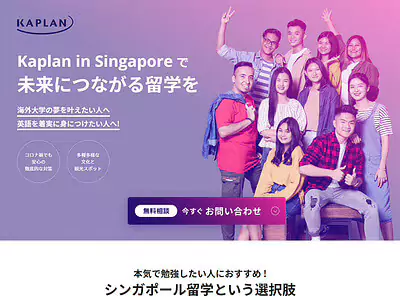 KAPLAN
Kaplan in Singapore で
未来につながる留学を
海外大学の夢を叶えたい人へ
英語を着実に身につけたい人へ!
コロナ禍でも
安心の
徹底的な対策
多種多様な
文化と
観光スポット
無料相談 今すぐ お問い合わせ
本気で勉強したい人におすすめ！
シンガポール留学という選択肢